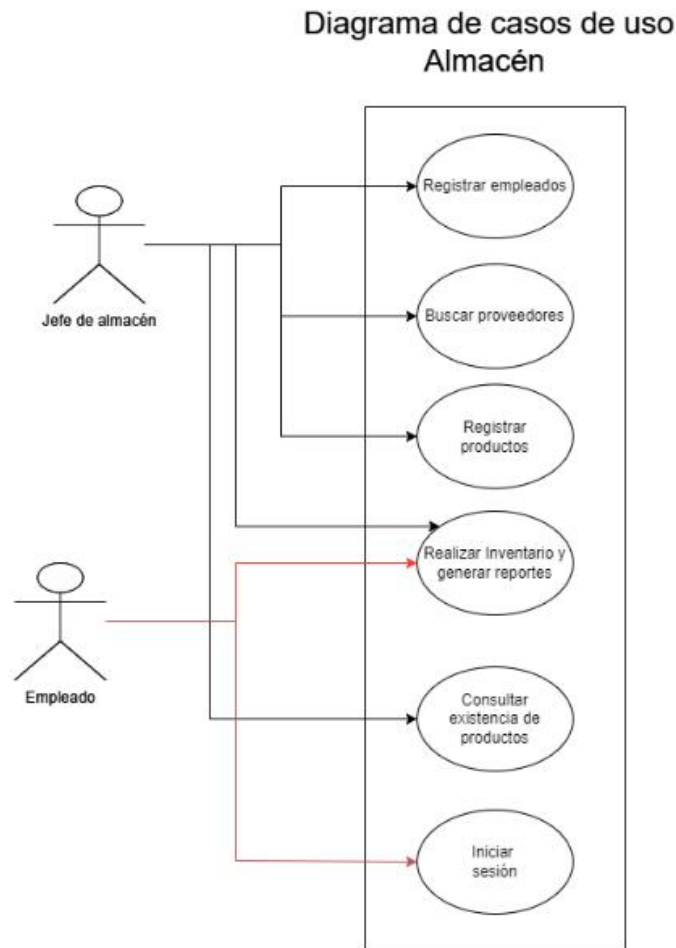 Diagrama de casos de uso
Almacén
Registrar empleados
Jefe de almacén
Buscar proveedores
Registrar
productos
Realizar Inventario y
generar reportes
Empleado
Consultar
existencia de
productos
Iniciar
sesión